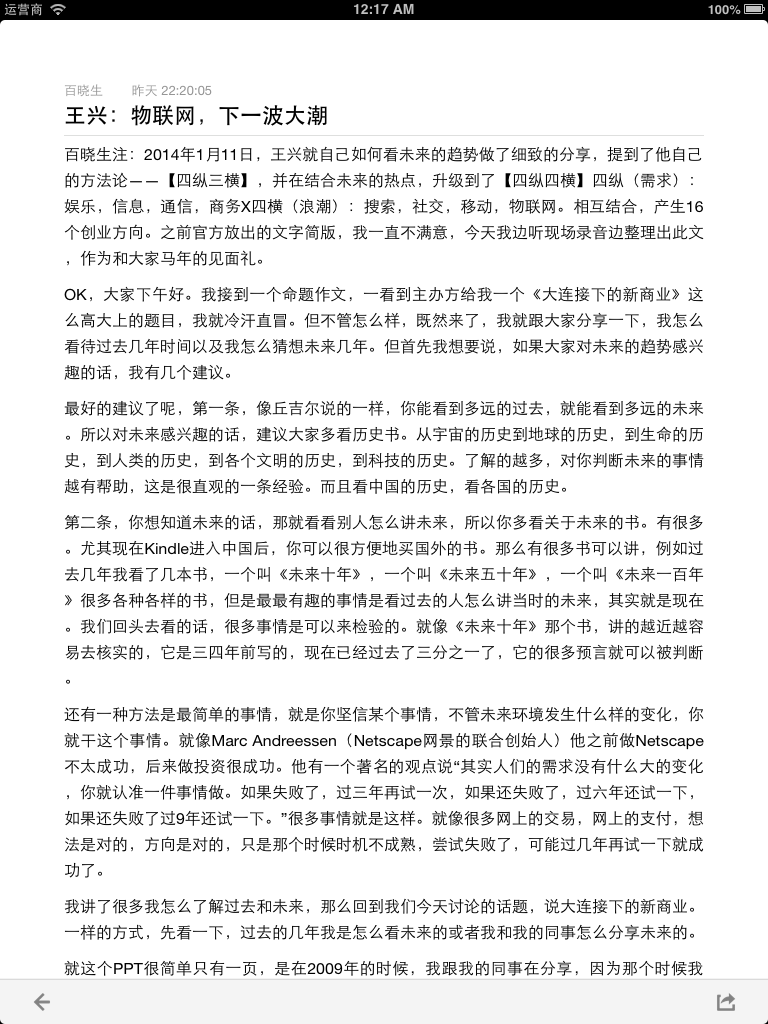 运营商 12:17 AM 100%
百晓生 昨天 22:20:05
王兴：物联网，下一波大潮
百晓生注：2014年1月11日，王兴就自己如何看未来的趋势做了细致的分享，提到了他自己
的方法论——【四纵三横】，并在结合未来的热点，升级到了【四纵四横】四纵（需求）：
娱乐，信息，通信，商务X四横（浪潮）：搜索，社交，移动，物联网。相互结合，产生16
个创业方向。之前官方放出的文字简版，我一直不满意，今天我边听现场录音边整理出此文
，作为和大家马年的见面礼。
OK，大家下午好。我接到一个命题作文，一看到主办方给我一个《大连接下的新商业》这
么高大上的题目，我就冷汗直冒。但不管怎么样，既然来了，我就跟大家分享一下，我怎么
看待过去几年时间以及我怎么猜想未来几年。但首先我想要说，如果大家对未来的趋势感兴
趣的话，我有几个建议。
最好的建议了呢，第一条，像丘吉尔说的一样，你能看到多远的过去，就能看到多远的未来
。所以对未来感兴趣的话，建议大家多看历史书。从宇宙的历史到地球的历史，到生命的历
史，到人类的历史，到各个文明的历史，到科技的历史。了解的越多，对你判断未来的事情
越有帮助，这是很直观的一条经验。而且看中国的历史，看各国的历史。
第二条，你想知道未来的话，那就看看别人怎么讲未来，所以你多看关于未来的书。有很多
。尤其现在Kindle进入中国后，你可以很方便地买国外的书。那么有很多书可以讲，例如过
去几年我看了几本书，一个叫《未来十年》，一个叫《未来五十年》，一个叫《未来一百年
》很多各种各样的书，但是最最有趣的事情是看过去的人怎么讲当时的未来，其实就是现在
。我们回头去看的话，很多事情是可以来检验的。就像《未来十年》那个书，讲的越近越容
易去核实的，它是三四年前写的，现在已经过去了三分之一了，它的很多预言就可以被判断
。
还有一种方法是最简单的事情，就是你坚信某个事情，不管未来环境发生什么样的变化，你
就干这个事情。就像Marc Andreessen（Netscape网景的联合创始人）他之前做Netscape
不太成功，后来做投资很成功。他有一个著名的观点说“其实人们的需求没有什么大的变化
，你就认准一件事情做。如果失败了，过三年再试一次，如果还失败了，过六年还试一下，
如果还失败了过9年还试一下。”很多事情就是这样。就像很多网上的交易，网上的支付，想
法是对的，方向是对的，只是那个时候时机不成熟，尝试失败了，可能过几年再试一下就成
功了。
我讲了很多我怎么了解过去和未来，那么回到我们今天讨论的话题，说大连接下的新商业。
一样的方式，先看一下，过去的几年我是怎么看未来的或者我和我的同事怎么分享未来的。
就这个PPT很简单只有一页，是在2009年的时候，我跟我的同事在分享，因为那个时候我